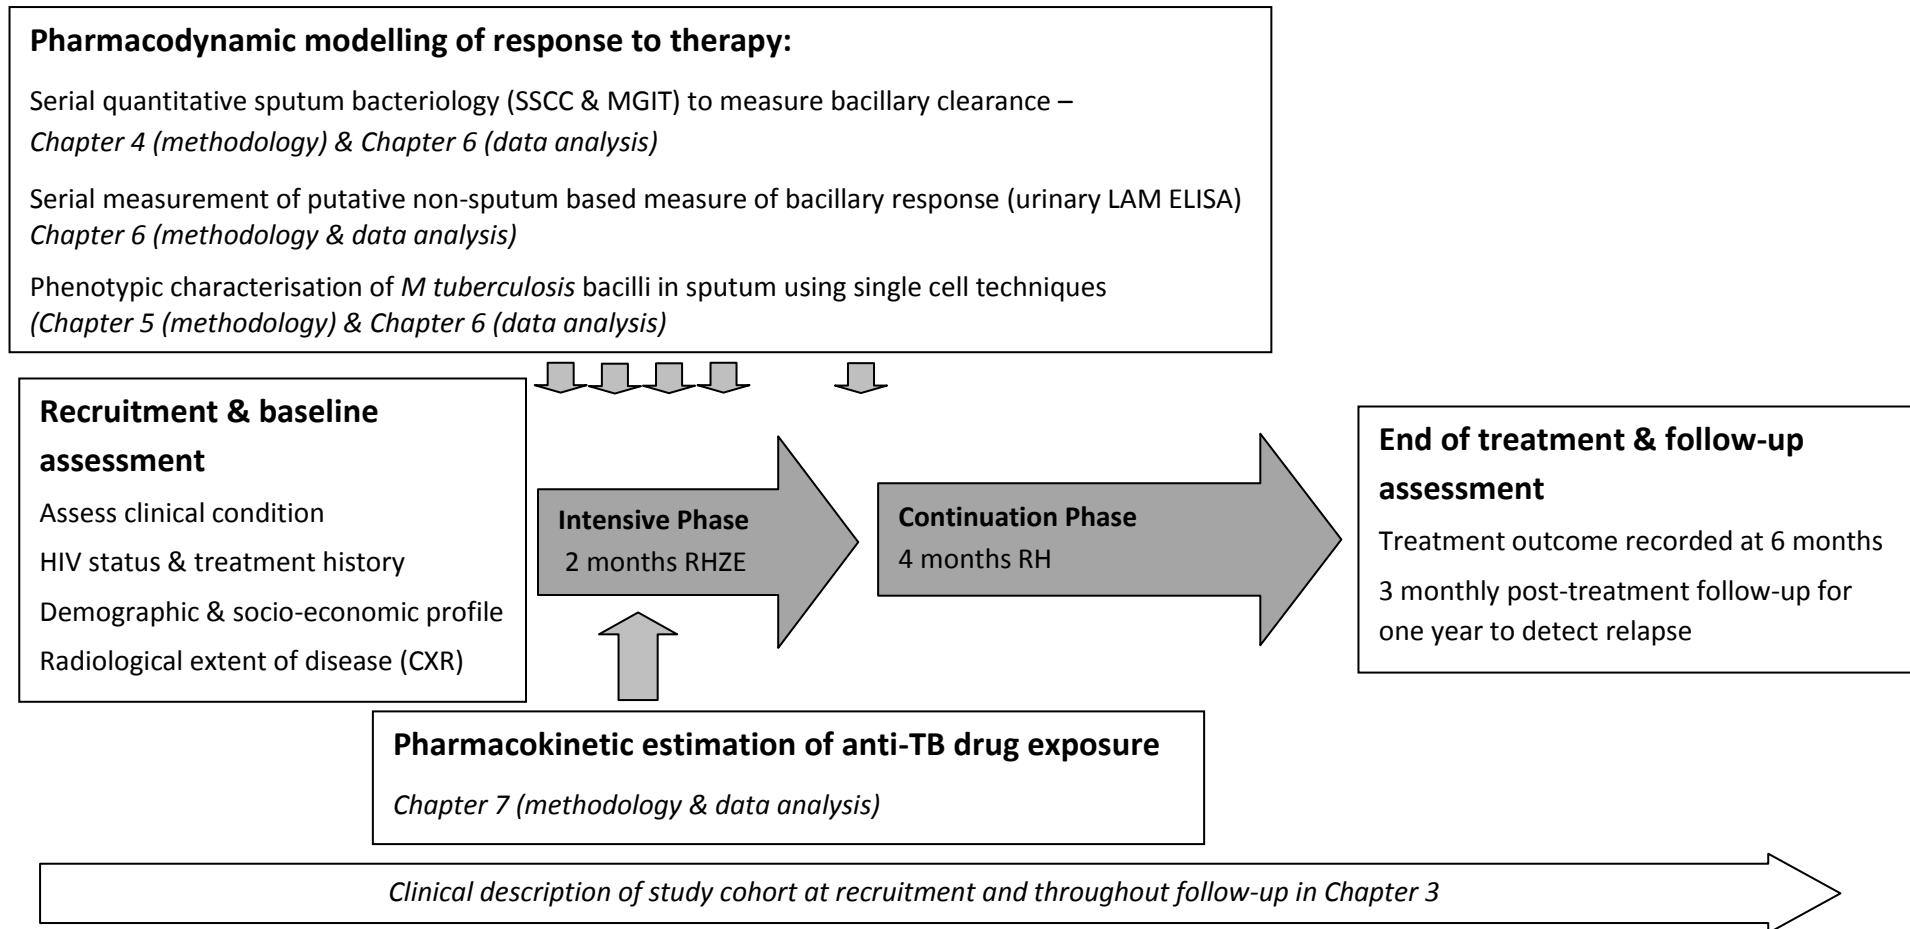 Pharmacodynamic modelling of response to therapy:
Serial quantitative sputum bacteriology (SSCC & MGIT) to measure bacillary clearance –
Chapter 4 (methodology) & Chapter 6 (data analysis)
Serial measurement of putative non-sputum based measure of bacillary response (urinary LAM ELISA)
Chapter 6 (methodology & data analysis)
Phenotypic characterisation of M tuberculosis bacilli in sputum using single cell techniques
(Chapter 5 (methodology) & Chapter 6 (data analysis)
Recruitment & baseline
assessment
Assess clinical condition
HIV status & treatment history
Demographic & socio-economic profile
Radiological extent of disease (CXR)
Intensive Phase
2 months RHZE
Continuation Phase
4 months RH
End of treatment & follow-up
assessment
Treatment outcome recorded at 6 months
3 monthly post-treatment follow-up for
one year to detect relapse
Pharmacokinetic estimation of anti-TB drug exposure
Chapter 7 (methodology & data analysis)
Clinical description of study cohort at recruitment and throughout follow-up in Chapter 3